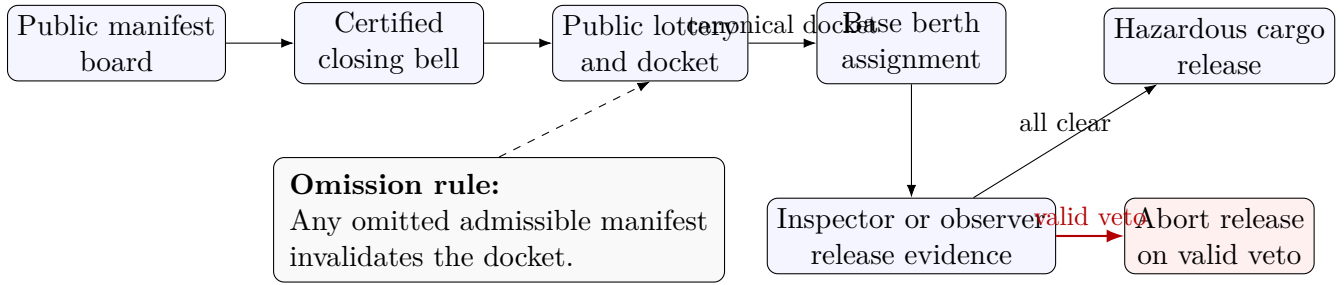 Public manifest
board
Certified
closing bell
Public lottery
and docket
canonical docket
Base berth
assignment
Hazardous cargo
release
all clear
Omission rule:
Any omitted admissible manifest
invalidates the docket.
Inspector or observer
release evidence
valid veto
Abort release
on valid veto